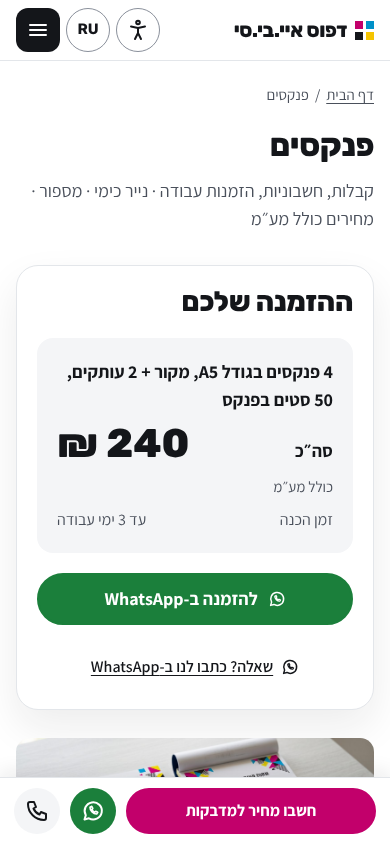 דפוס איי.בי.סי
RU
דף הבית / פנקסים
פנקסים
קבלות, חשבוניות, הזמנות עבודה · נייר כימי · מספור ·
מחירים כולל מע״מ
ההזמנה שלכם
4 פנקסים בגודל A5, מקור + 2 עותקים,
50 סטים בפנקס
סה״כ 240 ₪
כולל מע״מ
זמן הכנה עד 3 ימי עבודה
להזמנה ב-WhatsApp
שאלה? כתבו לנו ב-WhatsApp
חשבו מחיר למדבקות